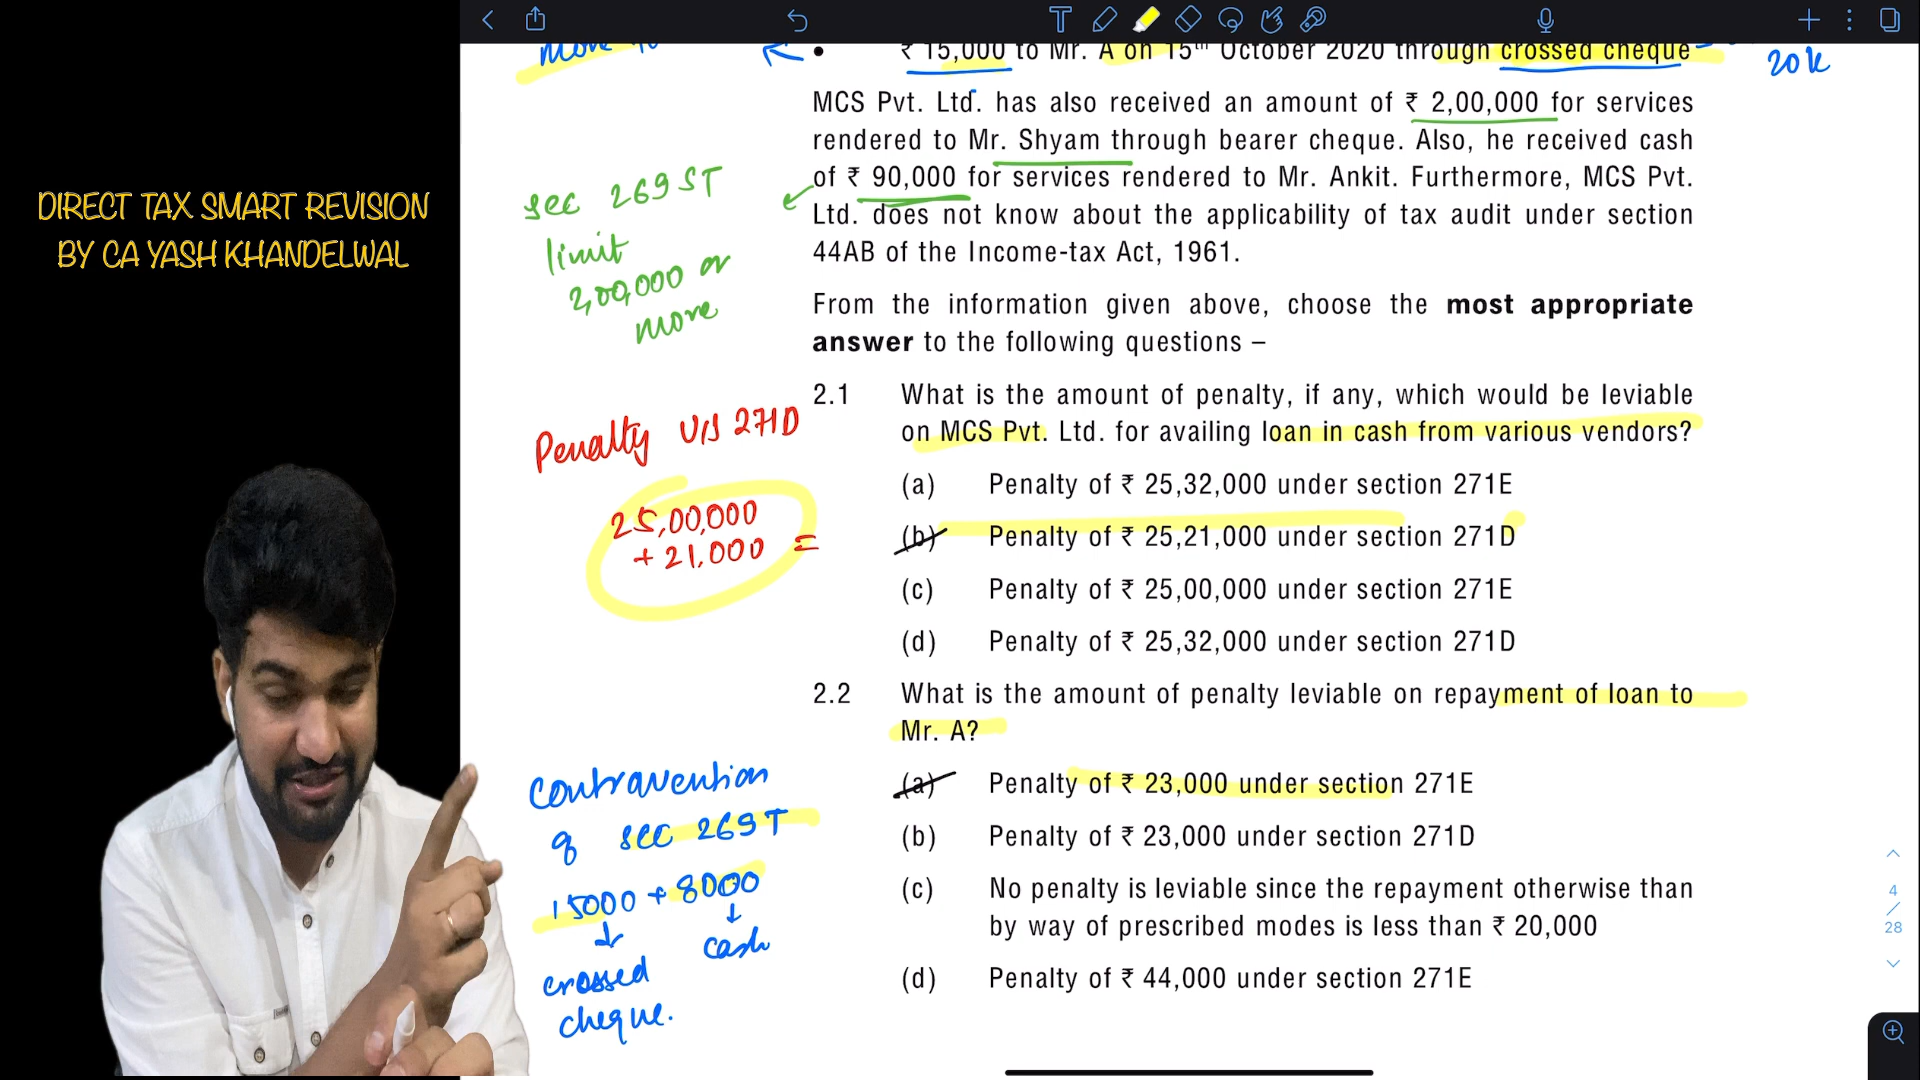 DIRECT TAX SMART REVISION
BY CA YASH KHANDELWAL
₹ 15,000 to Mr. A on 15th October 2020 through crossed cheque
20k
MCS Pvt. Ltd. has also received an amount of ₹ 2,00,000 for services
rendered to Mr. Shyam through bearer cheque. Also, he received cash
of ₹ 90,000 for services rendered to Mr. Ankit. Furthermore, MCS Pvt.
Ltd. does not know about the applicability of tax audit under section
44AB of the Income-tax Act, 1961.
sec 269ST
limit
2,00,000 or
more
From the information given above, choose the most appropriate
answer to the following questions –
2.1 What is the amount of penalty, if any, which would be leviable
on MCS Pvt. Ltd. for availing loan in cash from various vendors?
(a) Penalty of ₹ 25,32,000 under section 271E
(b) Penalty of ₹ 25,21,000 under section 271D
(c) Penalty of ₹ 25,00,000 under section 271E
(d) Penalty of ₹ 25,32,000 under section 271D
Penalty U/S 271D
25,00,000
+ 21,000 =
2.2 What is the amount of penalty leviable on repayment of loan to
Mr. A?
(a) Penalty of ₹ 23,000 under section 271E
(b) Penalty of ₹ 23,000 under section 271D
(c) No penalty is leviable since the repayment otherwise than
by way of prescribed modes is less than ₹ 20,000
(d) Penalty of ₹ 44,000 under section 271E
contravention
of sec 269T
15000 + 8000
cash
crossed
cheque.
4
/
28